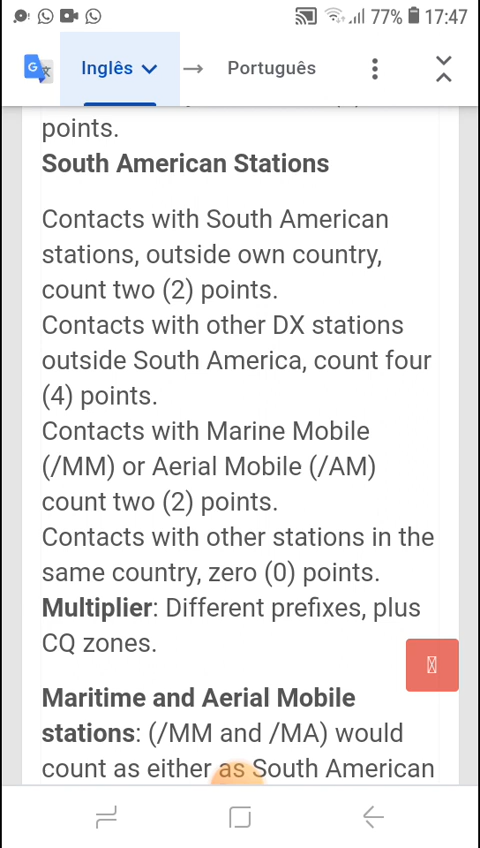 77% 17:47
Inglês → Português
points.
South American Stations
Contacts with South American
stations, outside own country,
count two (2) points.
Contacts with other DX stations
outside South America, count four
(4) points.
Contacts with Marine Mobile
(/MM) or Aerial Mobile (/AM)
count two (2) points.
Contacts with other stations in the
same country, zero (0) points.
Multiplier: Different prefixes, plus
CQ zones.
Maritime and Aerial Mobile
stations: (/MM and /MA) would
count as either as South American